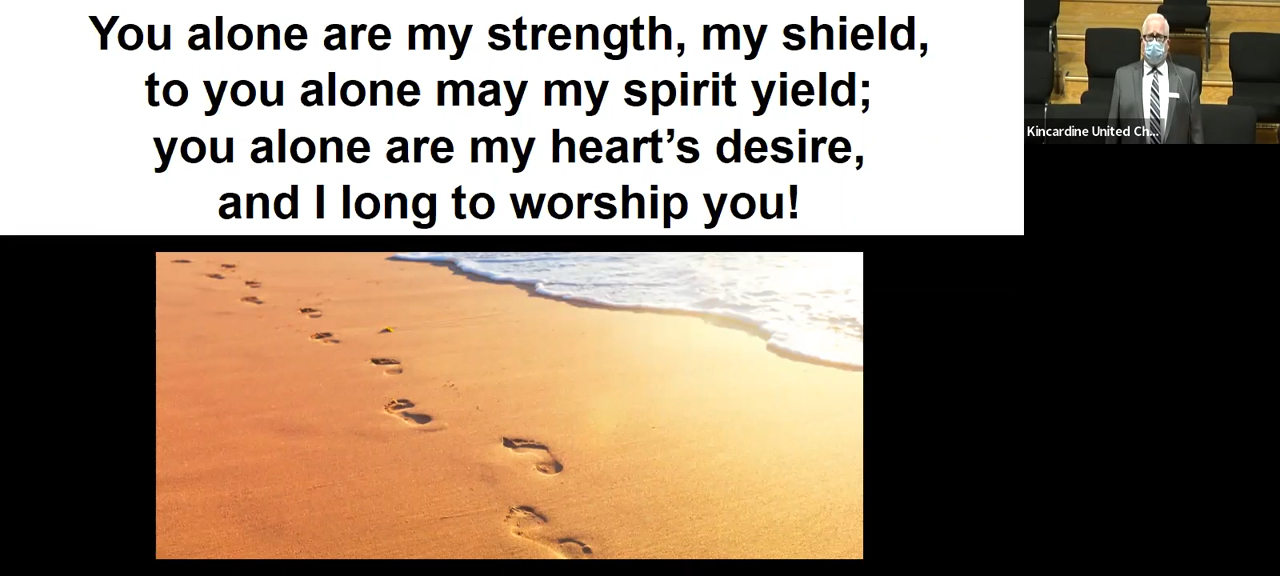 You alone are my strength, my shield,
to you alone may my spirit yield;
you alone are my heart’s desire,
and I long to worship you!
Kincardine United Ch...